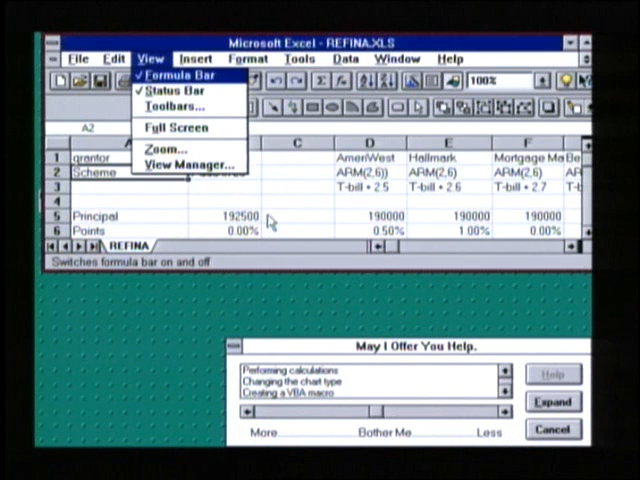 Microsoft Excel - REFINA.XLS
File Edit View Insert Format Tools Data Window Help
Formula Bar
100%
Status Bar
Toolbars...
A2
Full Screen
Zoom...
View Manager...
C D E F
1 grantor AmeriWest Hallmark Mortgage Ma Be
2 Scheme ARM(2,6)) ARM(2,6) ARM(2,6)
3 T-bill + 2.5 T-bill + 2.6 T-bill + 2.7 T-b
4
5 Principal 192500 190000 190000 190000
6 Points 0.00% 0.50% 1.00% 0.00%
REFINA
Switches formula bar on and off
May I Offer You Help.
Performing calculations
Changing the chart type
Creating a VBA macro
Help
Expand
Cancel
More Bother Me Less